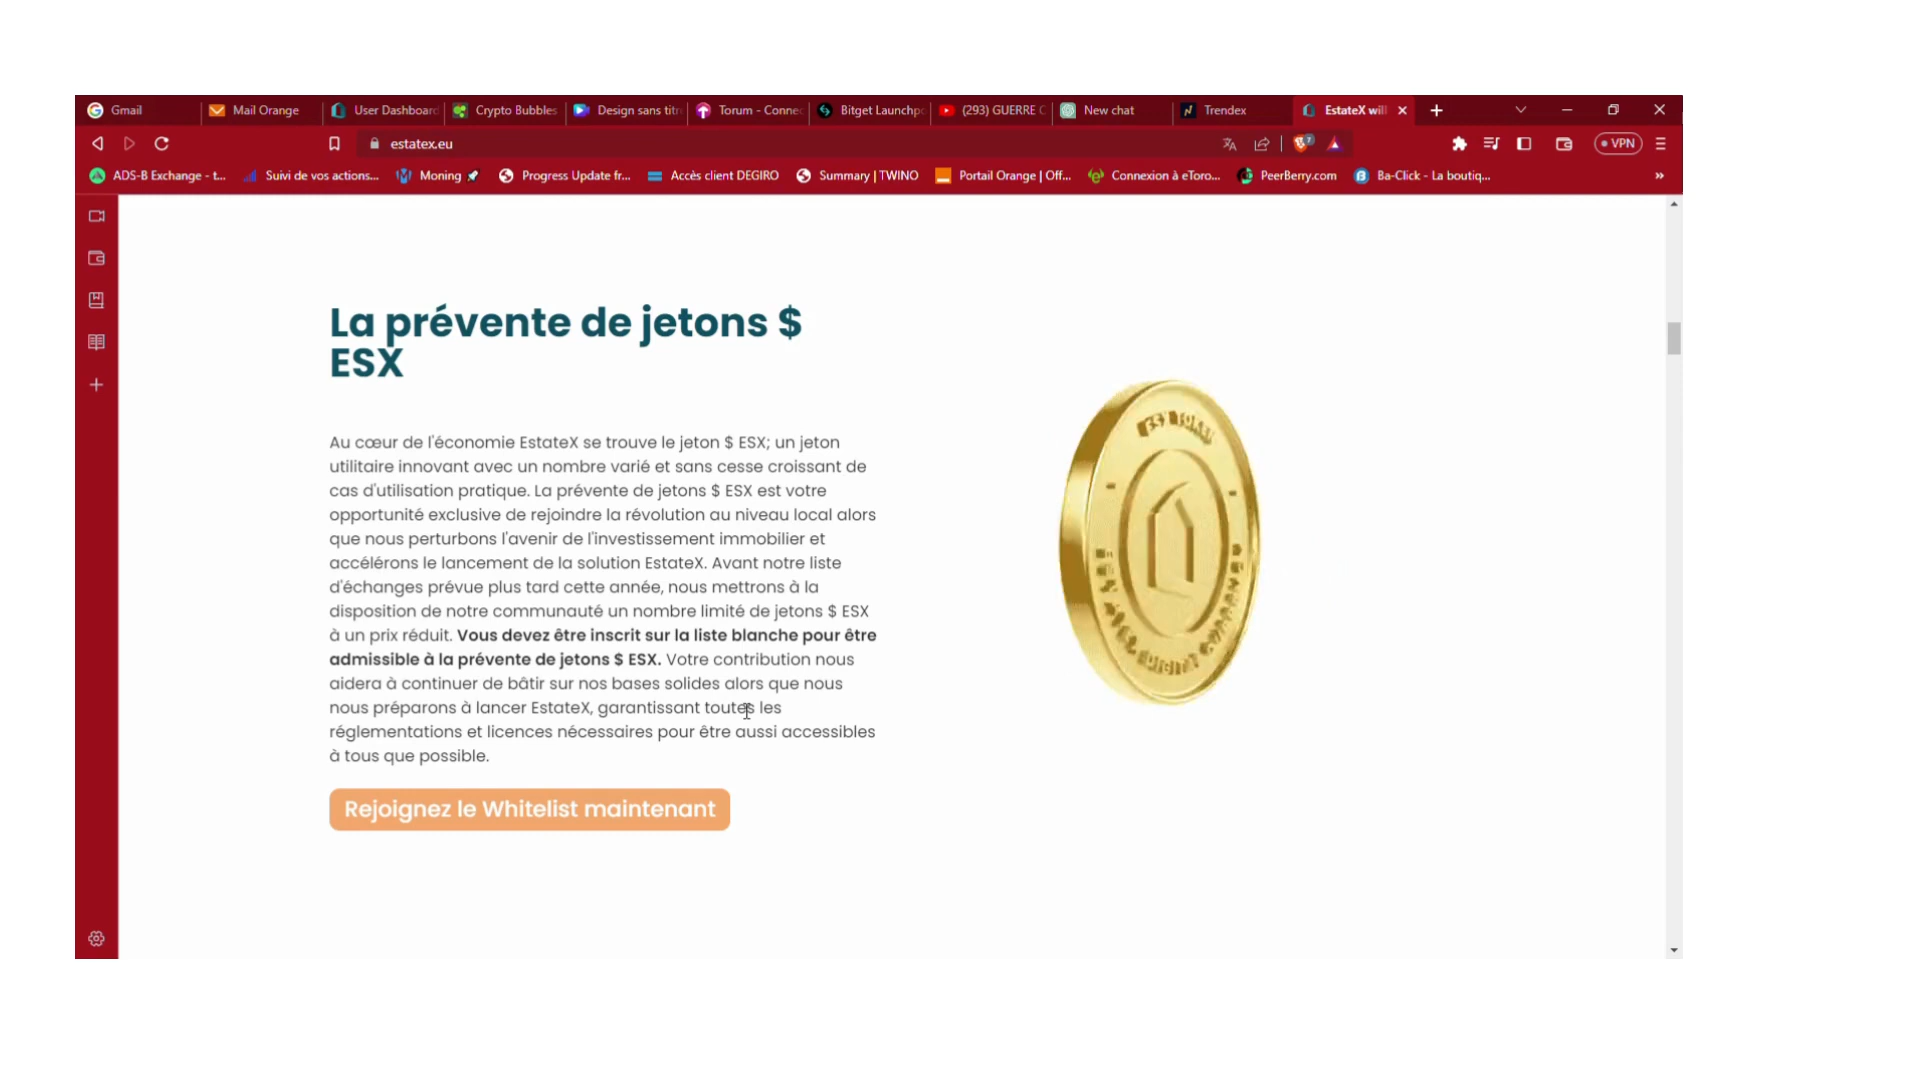 Gmail
Mail Orange
User Dashboard
Crypto Bubbles
Design sans titr
Torum - Connec
Bitget Launchpo
(293) GUERRE C
New chat
Trendex
EstateX will
estatex.eu
VPN
ADS-B Exchange - t...
Suivi de vos actions...
Moning
Progress Update fr...
Accès client DEGIRO
Summary | TWINO
Portail Orange | Off...
Connexion à eToro...
PeerBerry.com
Ba-Click - La boutiq...
La prévente de jetons $
ESX
Au cœur de l'économie EstateX se trouve le jeton $ ESX; un jeton
utilitaire innovant avec un nombre varié et sans cesse croissant de
cas d'utilisation pratique. La prévente de jetons $ ESX est votre
opportunité exclusive de rejoindre la révolution au niveau local alors
que nous perturbons l'avenir de l'investissement immobilier et
accélérons le lancement de la solution EstateX. Avant notre liste
d'échanges prévue plus tard cette année, nous mettrons à la
disposition de notre communauté un nombre limité de jetons $ ESX
à un prix réduit. Vous devez être inscrit sur la liste blanche pour être
admissible à la prévente de jetons $ ESX. Votre contribution nous
aidera à continuer de bâtir sur nos bases solides alors que nous
nous préparons à lancer EstateX, garantissant toutes les
réglementations et licences nécessaires pour être aussi accessibles
à tous que possible.
Rejoignez le Whitelist maintenant
ESX TOKEN